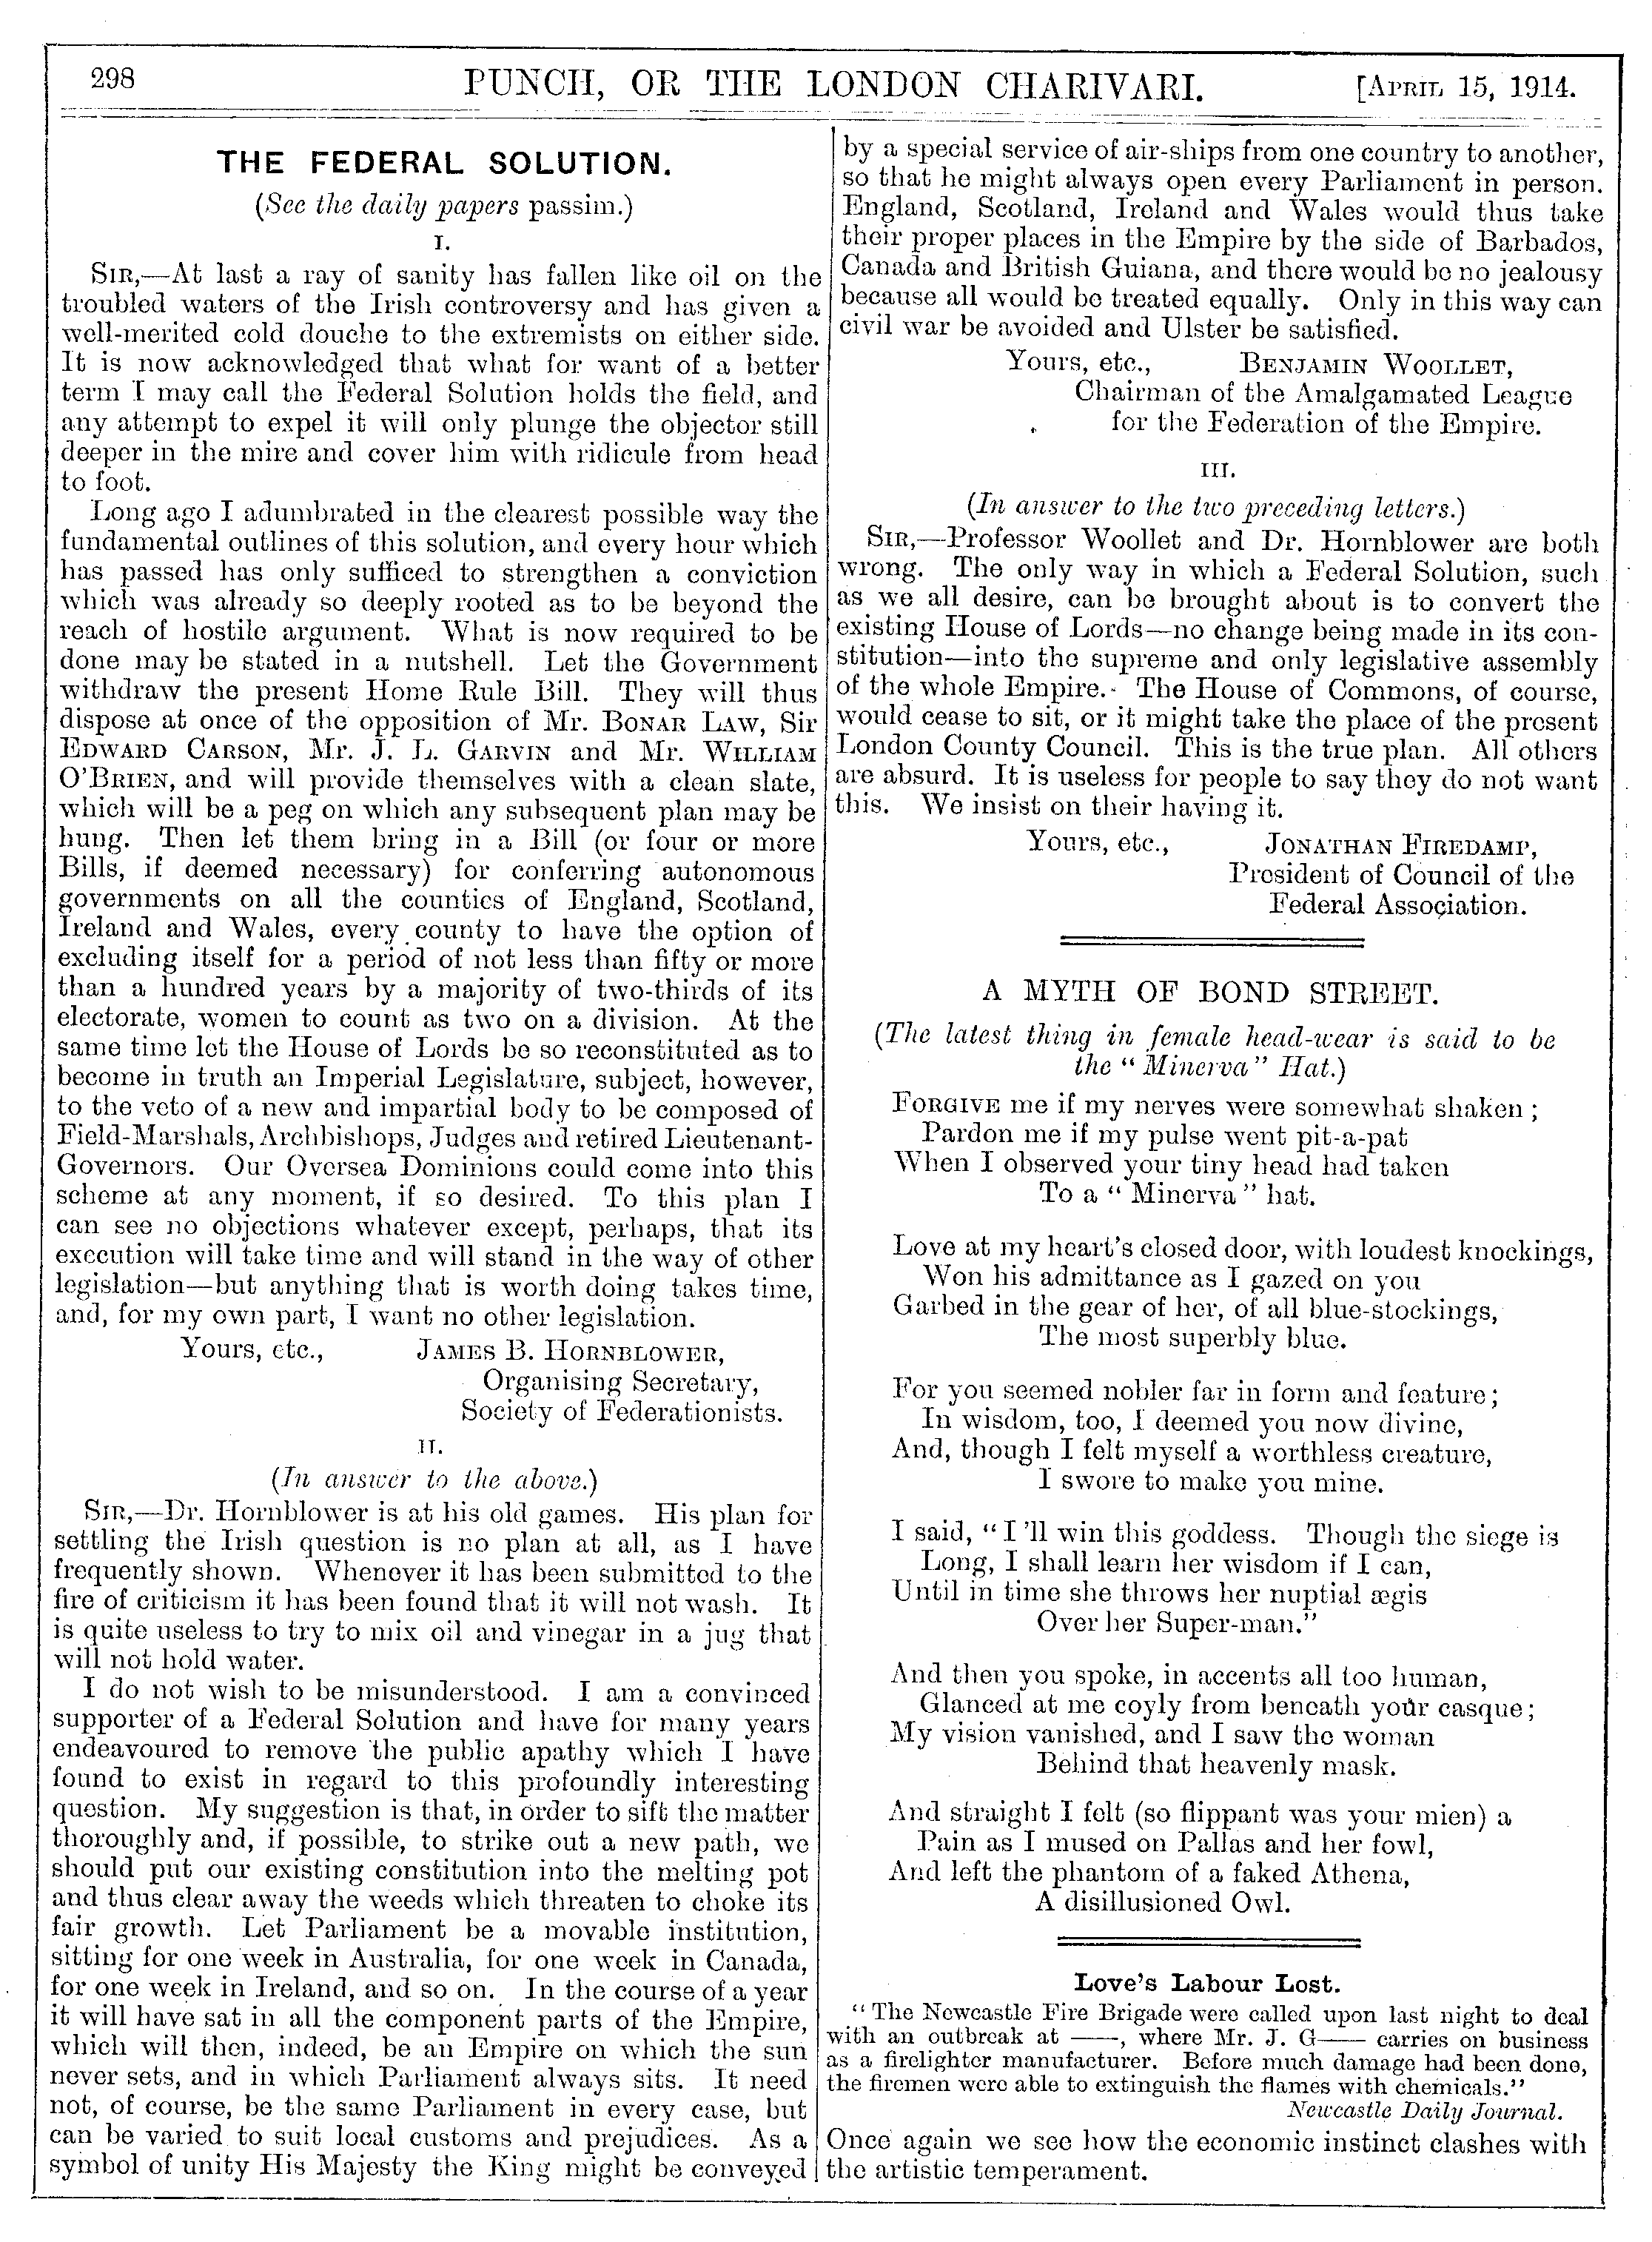 298
PUNCH, OR THE LONDON CHARIVARI.
[APRIL 15, 1914.
THE FEDERAL SOLUTION.
(See the daily papers passim.)
I.
SIR,—At last a ray of sanity has fallen like oil on the
troubled waters of the Irish controversy and has given a
well-merited cold douche to the extremists on either side.
It is now acknowledged that what for want of a better
term I may call the Federal Solution holds the field, and
any attempt to expel it will only plunge the objector still
deeper in the mire and cover him with ridicule from head
to foot.
Long ago I adumbrated in the clearest possible way the
fundamental outlines of this solution, and every hour which
has passed has only sufficed to strengthen a conviction
which was already so deeply rooted as to be beyond the
reach of hostile argument. What is now required to be
done may be stated in a nutshell. Let the Government
withdraw the present Home Rule Bill. They will thus
dispose at once of the opposition of Mr. BONAR LAW, Sir
EDWARD CARSON, Mr. J. L. GARVIN and Mr. WILLIAM
O'BRIEN, and will provide themselves with a clean slate,
which will be a peg on which any subsequent plan may be
hung. Then let them bring in a Bill (or four or more
Bills, if deemed necessary) for conferring autonomous
governments on all the counties of England, Scotland,
Ireland and Wales, every county to have the option of
excluding itself for a period of not less than fifty or more
than a hundred years by a majority of two-thirds of its
electorate, women to count as two on a division. At the
same time let the House of Lords be so reconstituted as to
become in truth an Imperial Legislature, subject, however,
to the veto of a new and impartial body to be composed of
Field-Marshals, Archbishops, Judges and retired Lieutenant-
Governors. Our Oversea Dominions could come into this
scheme at any moment, if so desired. To this plan I
can see no objections whatever except, perhaps, that its
execution will take time and will stand in the way of other
legislation—but anything that is worth doing takes time,
and, for my own part, I want no other legislation.
Yours, etc., JAMES B. HORNBLOWER,
Organising Secretary,
Society of Federationists.
II.
(In answer to the above.)
SIR,—Dr. Hornblower is at his old games. His plan for
settling the Irish question is no plan at all, as I have
frequently shown. Whenever it has been submitted to the
fire of criticism it has been found that it will not wash. It
is quite useless to try to mix oil and vinegar in a jug that
will not hold water.
I do not wish to be misunderstood. I am a convinced
supporter of a Federal Solution and have for many years
endeavoured to remove the public apathy which I have
found to exist in regard to this profoundly interesting
question. My suggestion is that, in order to sift the matter
thoroughly and, if possible, to strike out a new path, we
should put our existing constitution into the melting pot
and thus clear away the weeds which threaten to choke its
fair growth. Let Parliament be a movable institution,
sitting for one week in Australia, for one week in Canada,
for one week in Ireland, and so on. In the course of a year
it will have sat in all the component parts of the Empire,
which will then, indeed, be an Empire on which the sun
never sets, and in which Parliament always sits. It need
not, of course, be the same Parliament in every case, but
can be varied to suit local customs and prejudices. As a
symbol of unity His Majesty the King might be conveyed
by a special service of air-ships from one country to another,
so that he might always open every Parliament in person.
England, Scotland, Ireland and Wales would thus take
their proper places in the Empire by the side of Barbados,
Canada and British Guiana, and there would be no jealousy
because all would be treated equally. Only in this way can
civil war be avoided and Ulster be satisfied.
Yours, etc., BENJAMIN WOOLLET,
Chairman of the Amalgamated League
for the Federation of the Empire.
III.
(In answer to the two preceding letters.)
SIR,—Professor Woollet and Dr. Hornblower are both
wrong. The only way in which a Federal Solution, such
as we all desire, can be brought about is to convert the
existing House of Lords—no change being made in its con-
stitution—into the supreme and only legislative assembly
of the whole Empire. The House of Commons, of course,
would cease to sit, or it might take the place of the present
London County Council. This is the true plan. All others
are absurd. It is useless for people to say they do not want
this. We insist on their having it.
Yours, etc., JONATHAN FIREDAMP,
President of Council of the
Federal Association.
A MYTH OF BOND STREET.
(The latest thing in female head-wear is said to be
the "Minerva" Hat.)
FORGIVE me if my nerves were somewhat shaken;
Pardon me if my pulse went pit-a-pat
When I observed your tiny head had taken
To a "Minerva" hat.
Love at my heart's closed door, with loudest knockings,
Won his admittance as I gazed on you
Garbed in the gear of her, of all blue-stockings,
The most superbly blue.
For you seemed nobler far in form and feature;
In wisdom, too, I deemed you now divine,
And, though I felt myself a worthless creature,
I swore to make you mine.
I said, "I'll win this goddess. Though the siege is
Long, I shall learn her wisdom if I can,
Until in time she throws her nuptial ægis
Over her Super-man."
And then you spoke, in accents all too human,
Glanced at me coyly from beneath your casque;
My vision vanished, and I saw the woman
Behind that heavenly mask.
And straight I felt (so flippant was your mien) a
Pain as I mused on Pallas and her fowl,
And left the phantom of a faked Athena,
A disillusioned Owl.
Love's Labour Lost.
"The Newcastle Fire Brigade were called upon last night to deal
with an outbreak at ——, where Mr. J. G—— carries on business
as a firelighter manufacturer. Before much damage had been done,
the firemen were able to extinguish the flames with chemicals."
Newcastle Daily Journal.
Once again we see how the economic instinct clashes with
the artistic temperament.